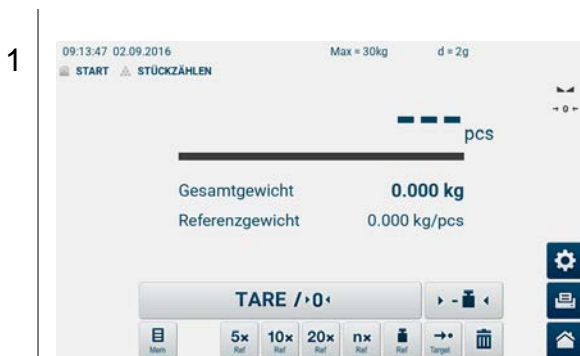 1
09:13:47 02.09.2016 Max = 30kg d = 2g
START STÜCKZÄHLEN
→ 0 ←
--- pcs
Gesamtgewicht 0.000 kg
Referenzgewicht 0.000 kg/pcs
TARE / 0
-
5x 10x 20x nx
Mem Ref Ref Ref Ref Ref Target